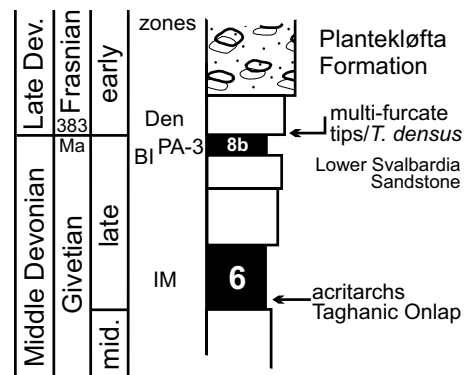 Late Dev.
Frasnian
early
zones
Plantekløfta
Formation
383
Ma
Den
multi-furcate
tips/T. densus
BI PA-3
8b
Lower Svalbardia
Sandstone
Middle Devonian
Givetian
late
mid.
IM
6
acritarchs
Taghanic Onlap